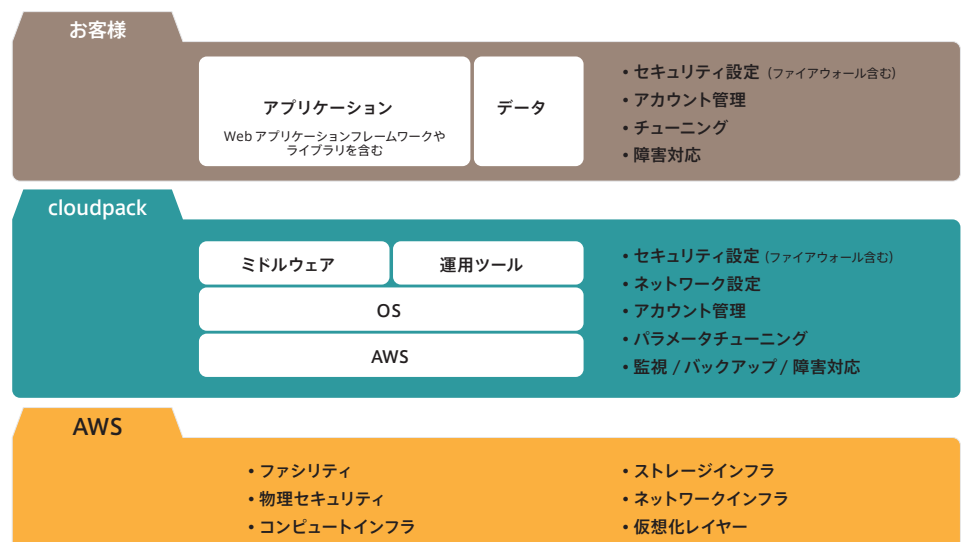 お客様
アプリケーション
Web アプリケーションフレームワークや
ライブラリを含む
データ
• セキュリティ設定 (ファイアウォール含む)
• アカウント管理
• チューニング
• 障害対応
cloudpack
ミドルウェア
運用ツール
OS
AWS
• セキュリティ設定 (ファイアウォール含む)
• ネットワーク設定
• アカウント管理
• パラメータチューニング
• 監視 / バックアップ / 障害対応
AWS
• ファシリティ
• 物理セキュリティ
• コンピュートインフラ
• ストレージインフラ
• ネットワークインフラ
• 仮想化レイヤー